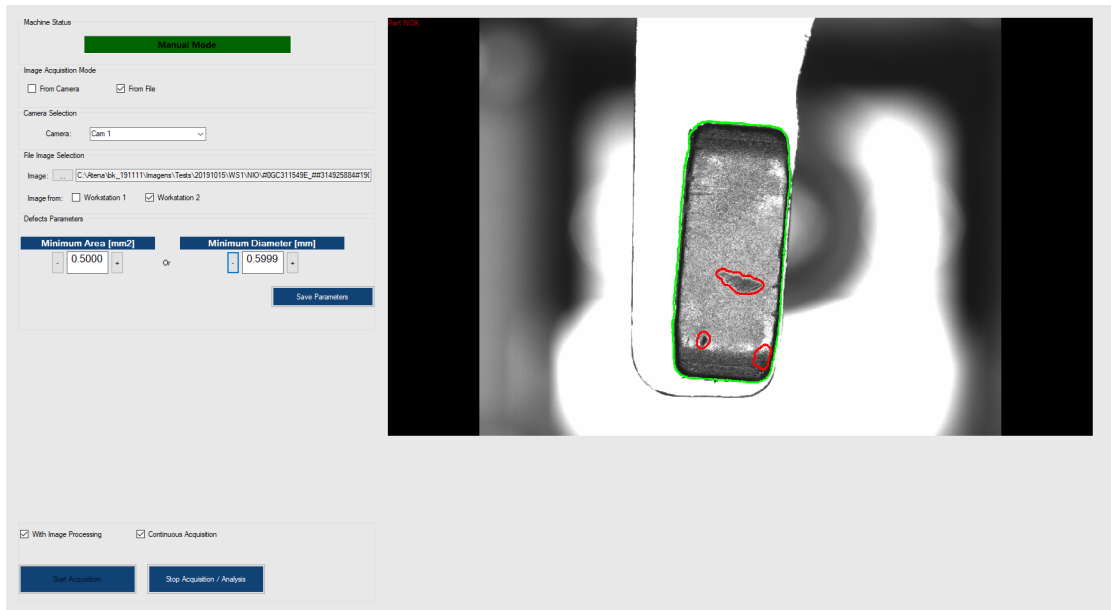 Machine Status
Manual Mode
Image Acquisition Mode
From Camera From File
Camera Selection
Camera: Cam 1
File Image Selection
Image: ... C:\Atena\bk_191111\Imagens\Tests\20191015\WS1\NIO\#0GC311549E_##314925884#19(
Image from: Workstation 1 Workstation 2
Defects Parameters
Minimum Area [mm2] Minimum Diameter [mm]
- 0.5000 + Or - 0.5999 +
Save Parameters
With Image Processing Continuous Acquisition
Start Acquisition Stop Acquisition / Analysis
Part NOK